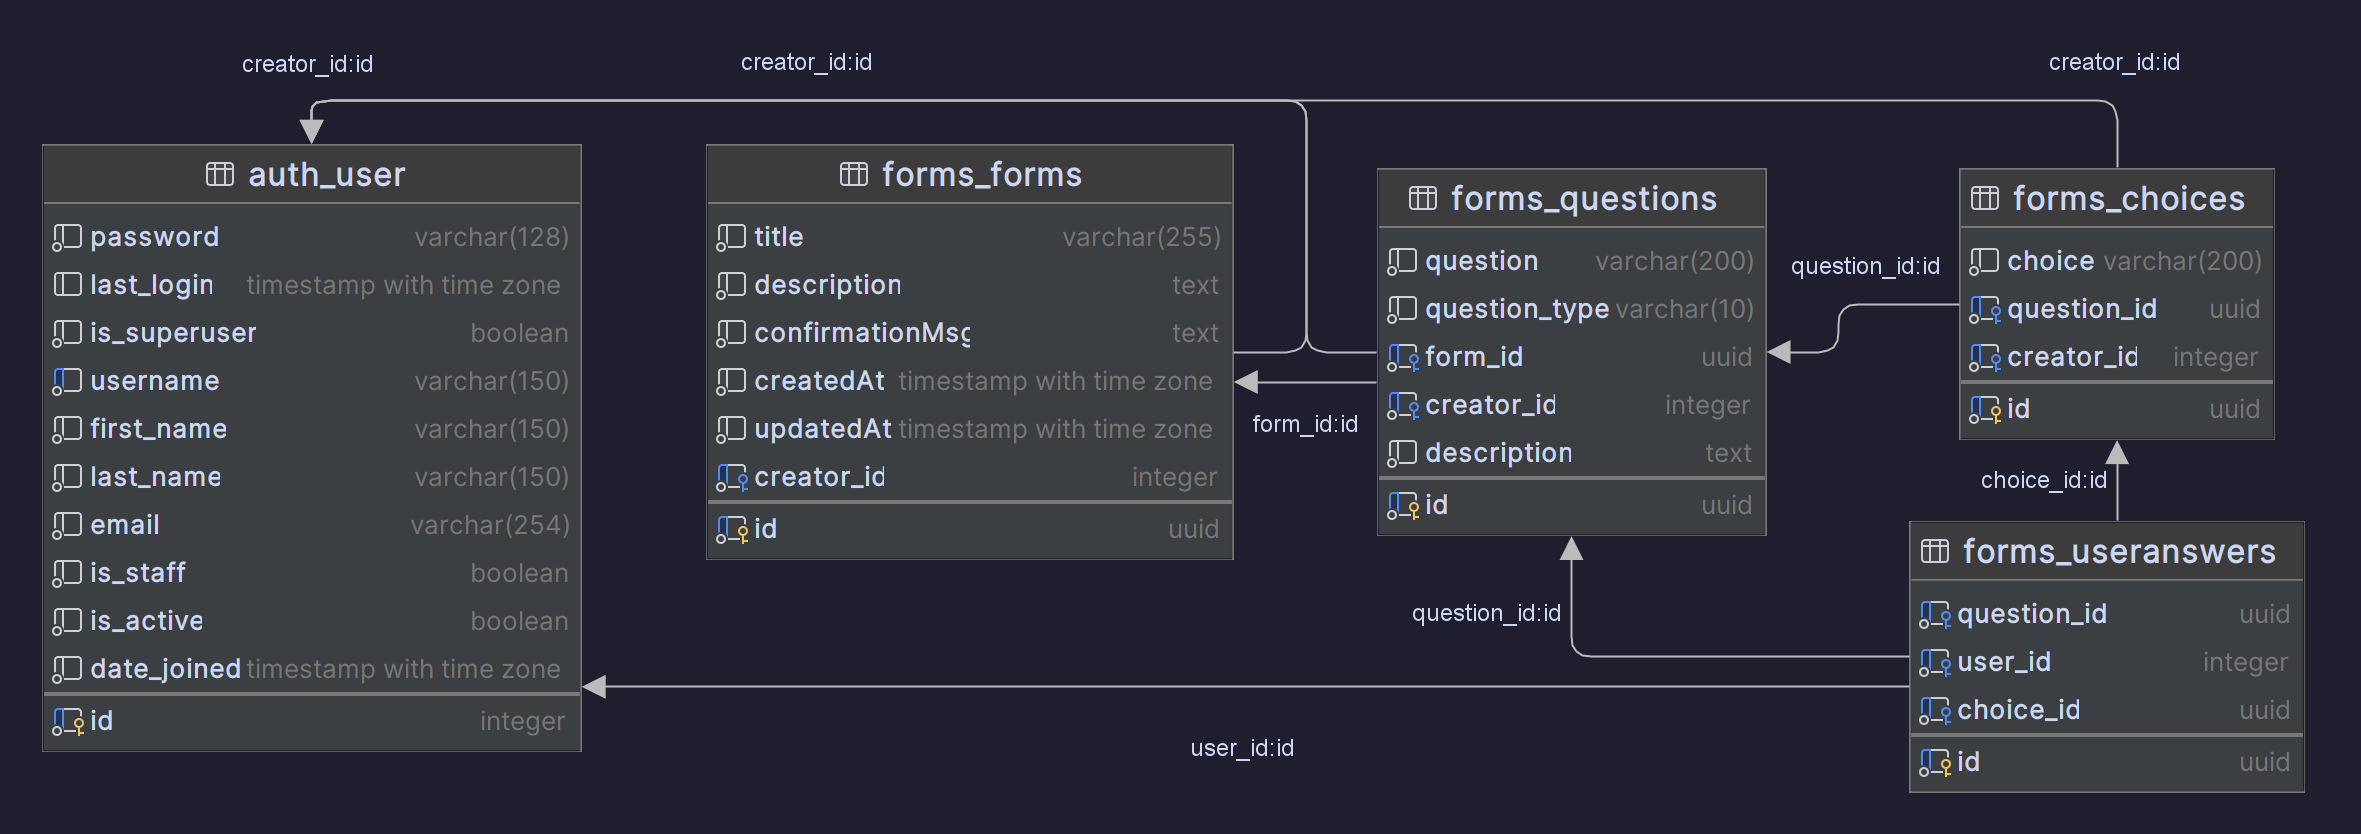 creator_id:id
creator_id:id
creator_id:id
auth_user
password varchar(128)
last_login timestamp with time zone
is_superuser boolean
username varchar(150)
first_name varchar(150)
last_name varchar(150)
email varchar(254)
is_staff boolean
is_active boolean
date_joined timestamp with time zone
id integer
forms_forms
title varchar(255)
description text
confirmationMsg text
createdAt timestamp with time zone
updatedAt timestamp with time zone
creator_id integer
id uuid
form_id:id
forms_questions
question varchar(200)
question_type varchar(10)
form_id uuid
creator_id integer
description text
id uuid
question_id:id
forms_choices
choice varchar(200)
question_id uuid
creator_id integer
id uuid
choice_id:id
question_id:id
forms_useranswers
question_id uuid
user_id integer
choice_id uuid
id uuid
user_id:id